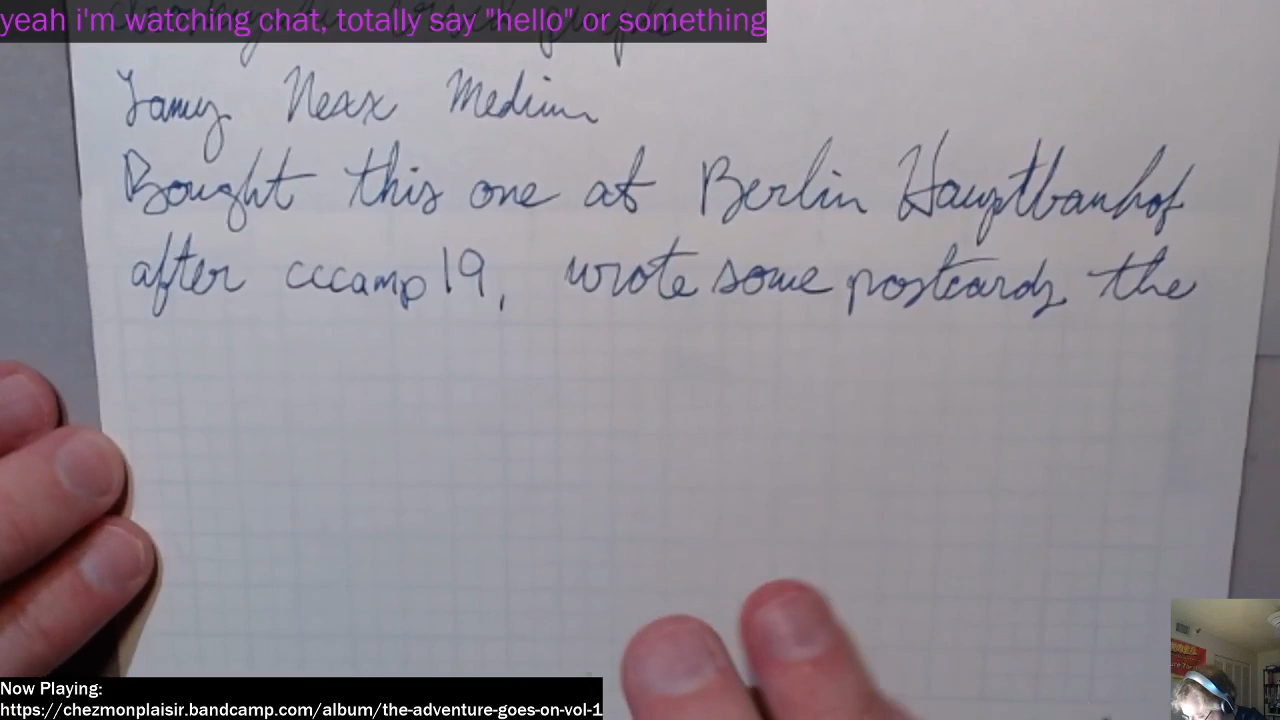 yeah i'm watching chat, totally say "hello" or something
Lamy Nexx Medium
Bought this one at Berlin Hauptbanhof
after cccamp19, wrote some postcards the
Now Playing:
https://chezmonplaisir.bandcamp.com/album/the-adventure-goes-on-vol-1